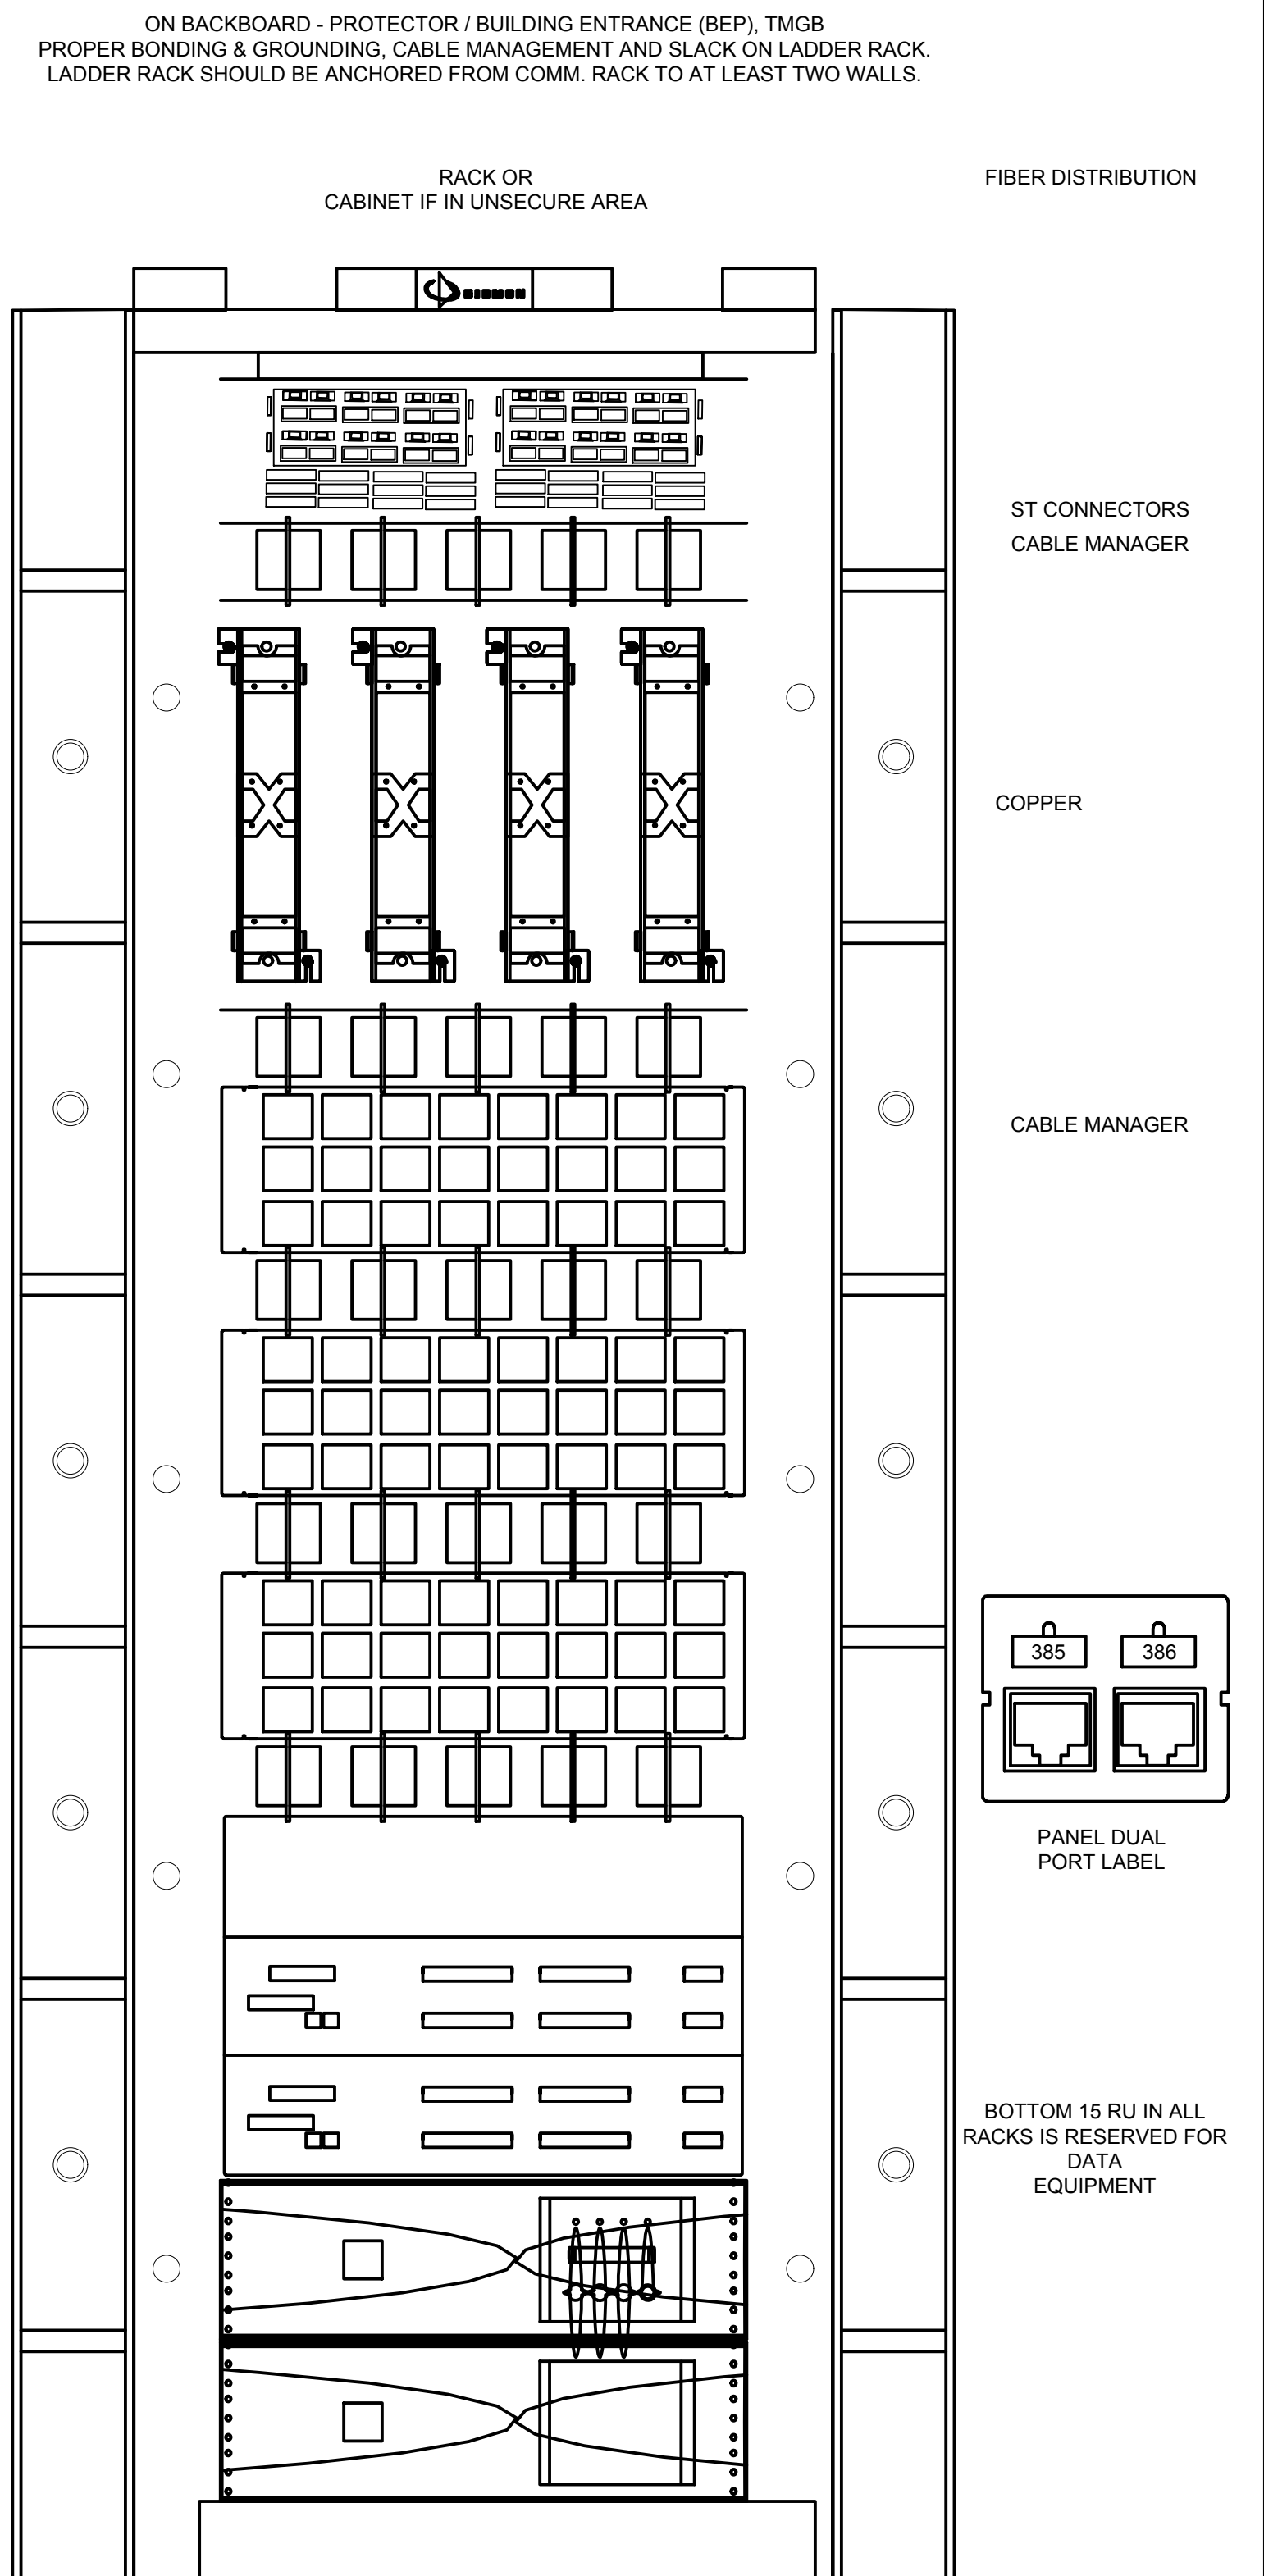 ON BACKBOARD - PROTECTOR / BUILDING ENTRANCE (BEP), TMGB
PROPER BONDING & GROUNDING, CABLE MANAGEMENT AND SLACK ON LADDER RACK.
LADDER RACK SHOULD BE ANCHORED FROM COMM. RACK TO AT LEAST TWO WALLS.
RACK OR
CABINET IF IN UNSECURE AREA
FIBER DISTRIBUTION
SIEMON
ST CONNECTORS
CABLE MANAGER
COPPER
CABLE MANAGER
385
386
PANEL DUAL
PORT LABEL
BOTTOM 15 RU IN ALL
RACKS IS RESERVED FOR
DATA
EQUIPMENT